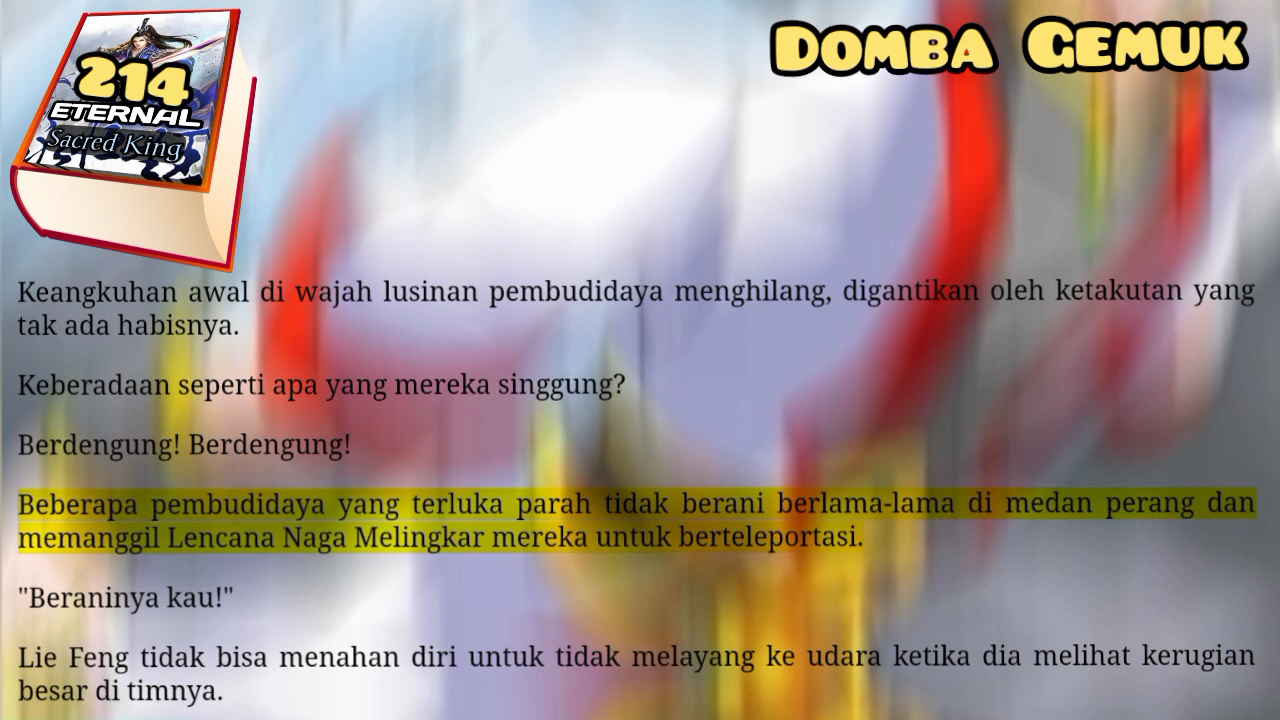 214
ETERNAL
Sacred King
DOMBA GEMUK
Keangkuhan awal di wajah lusinan pembudidaya menghilang, digantikan oleh ketakutan yang
tak ada habisnya.
Keberadaan seperti apa yang mereka singgung?
Berdengung! Berdengung!
Beberapa pembudidaya yang terluka parah tidak berani berlama-lama di medan perang dan
memanggil Lencana Naga Melingkar mereka untuk berteleportasi.
"Beraninya kau!"
Lie Feng tidak bisa menahan diri untuk tidak melayang ke udara ketika dia melihat kerugian
besar di timnya.